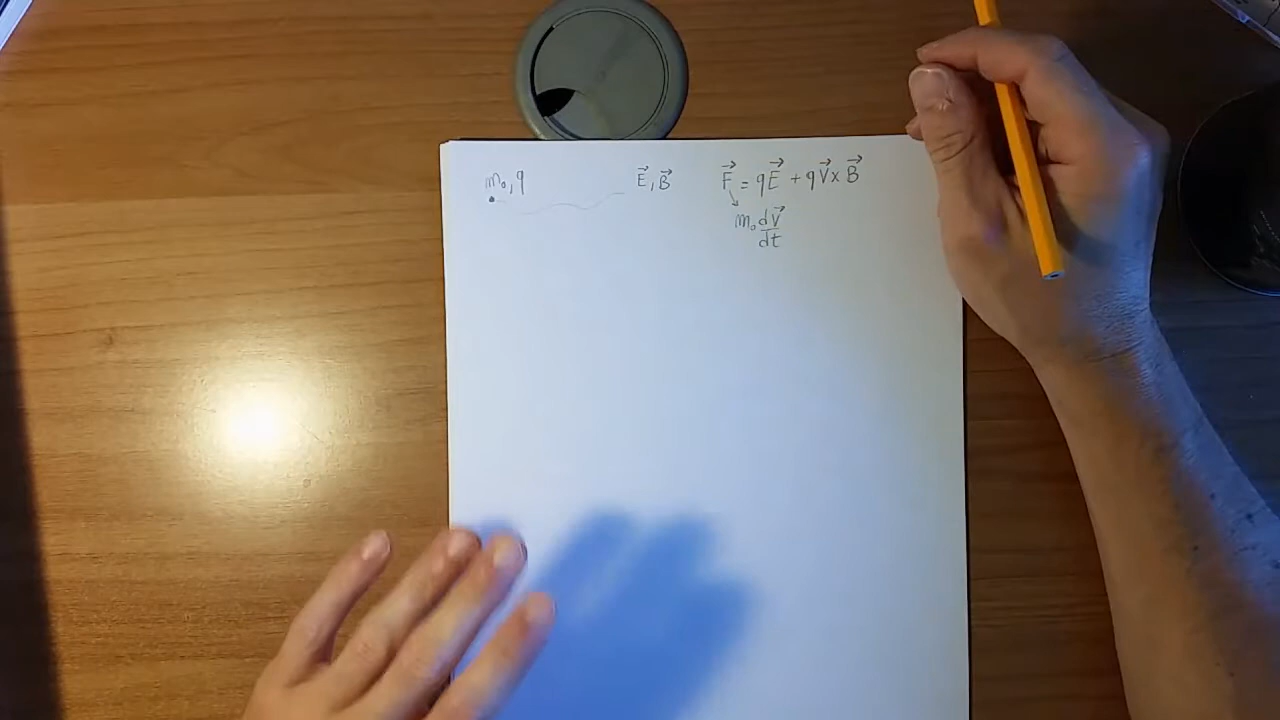 m₀, q E⃗, B⃗ F⃗ = qE⃗ + qV⃗ × B⃗
m₀ dV⃗/dt